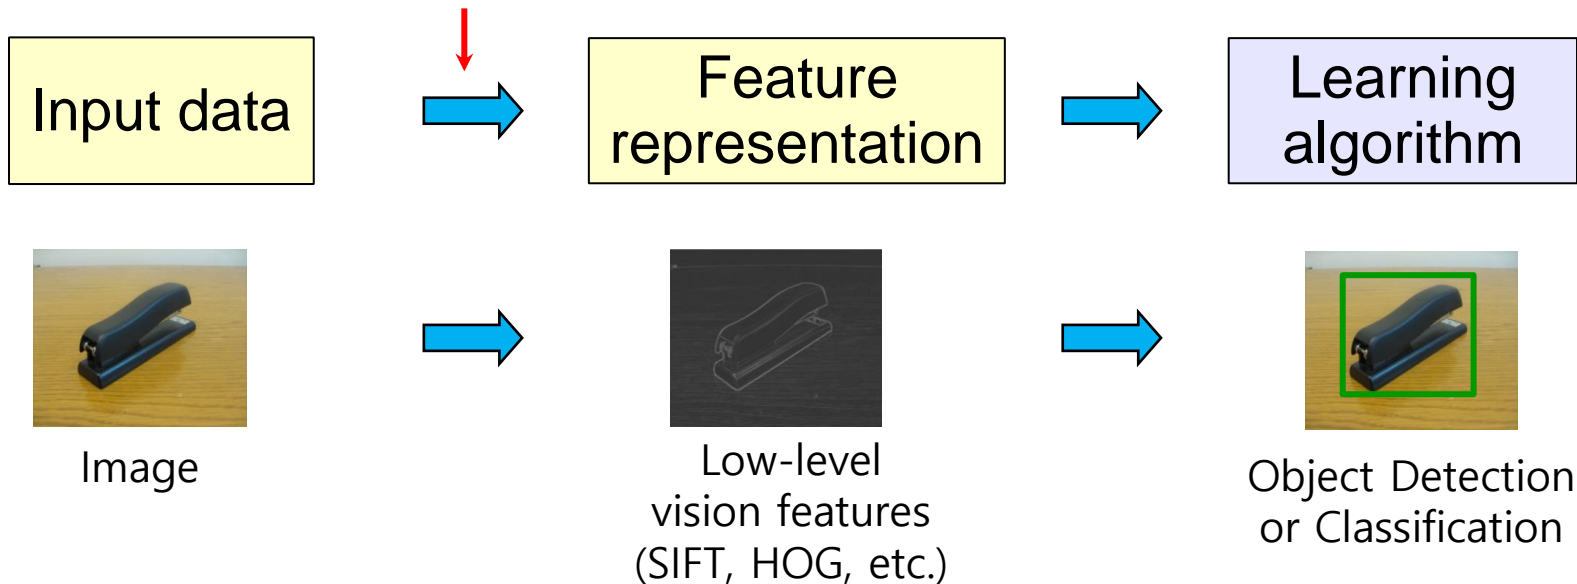 Input data
Feature
representation
Learning
algorithm
Image
Low-level
vision features
(SIFT, HOG, etc.)
Object Detection
or Classification